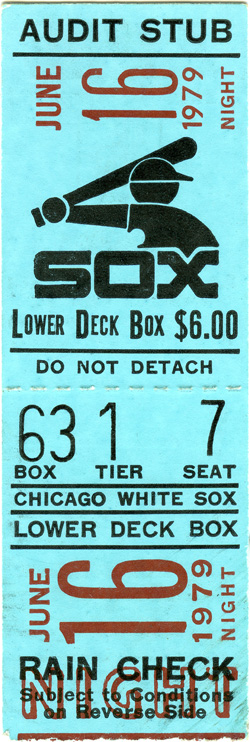 AUDIT STUB
JUNE 16 1979 NIGHT
SOX
LOWER DECK BOX $6.00
DO NOT DETACH
63 1 7
BOX TIER SEAT
CHICAGO WHITE SOX
LOWER DECK BOX
JUNE 16 1979 NIGHT
NIGHT
RAIN CHECK
Subject to Conditions
on Reverse Side